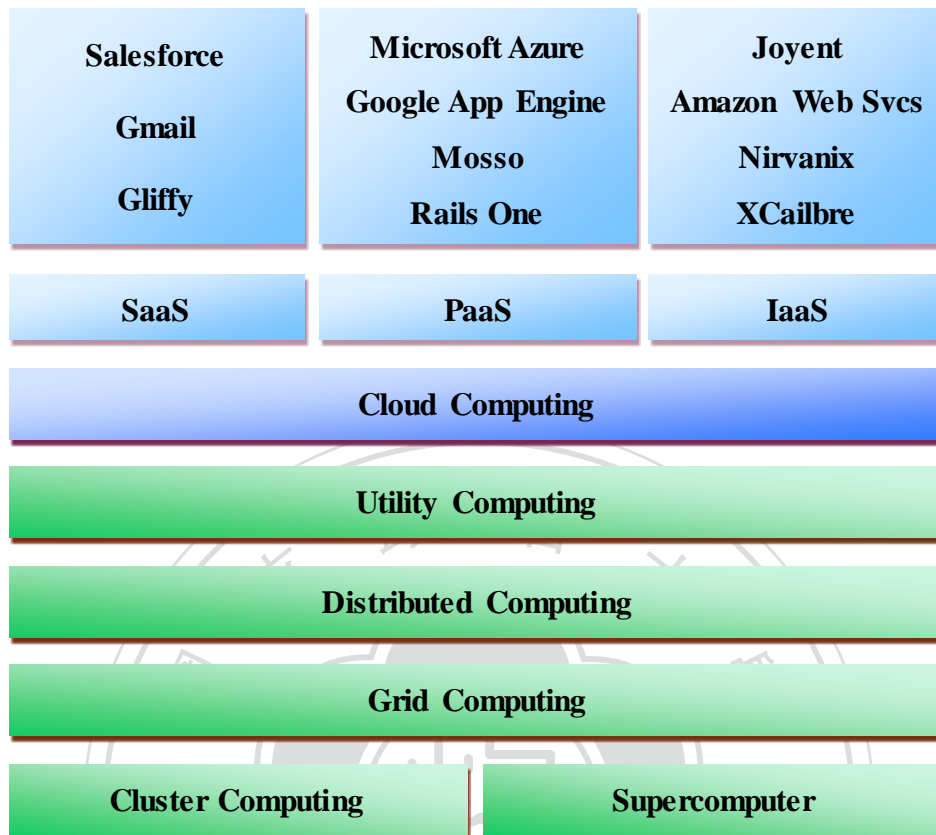 Salesforce
Gmail
Gliffy
Microsoft Azure
Google App Engine
Mosso
Rails One
Joyent
Amazon Web Svcs
Nirvanix
XCailbre
SaaS
PaaS
IaaS
Cloud Computing
Utility Computing
Distributed Computing
Grid Computing
Cluster Computing
Supercomputer